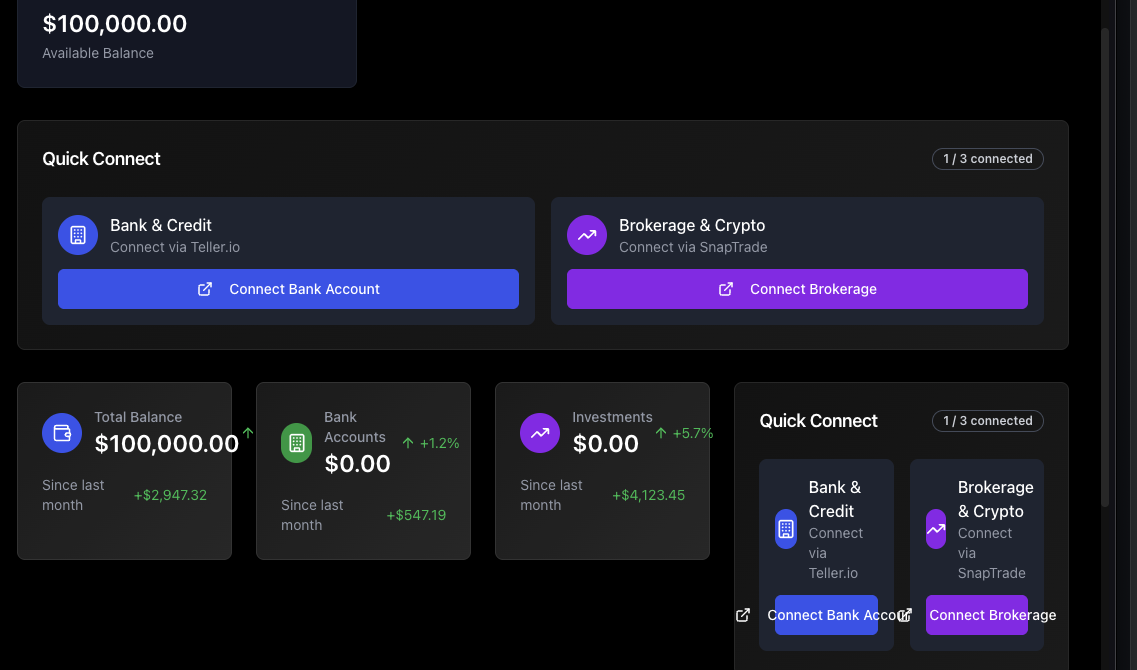 $100,000.00
Available Balance
Quick Connect
1 / 3 connected
Bank & Credit
Connect via Teller.io
Connect Bank Account
Brokerage & Crypto
Connect via SnapTrade
Connect Brokerage
Total Balance
$100,000.00
Since last
month
+$2,947.32
Bank
Accounts
$0.00
+1.2%
Since last
month
+$547.19
Investments
$0.00
+5.7%
Since last
month
+$4,123.45
Quick Connect
1 / 3 connected
Bank &
Credit
Connect
via
Teller.io
Connect Bank Accou
Brokerage
& Crypto
Connect
via
SnapTrade
Connect Brokerage